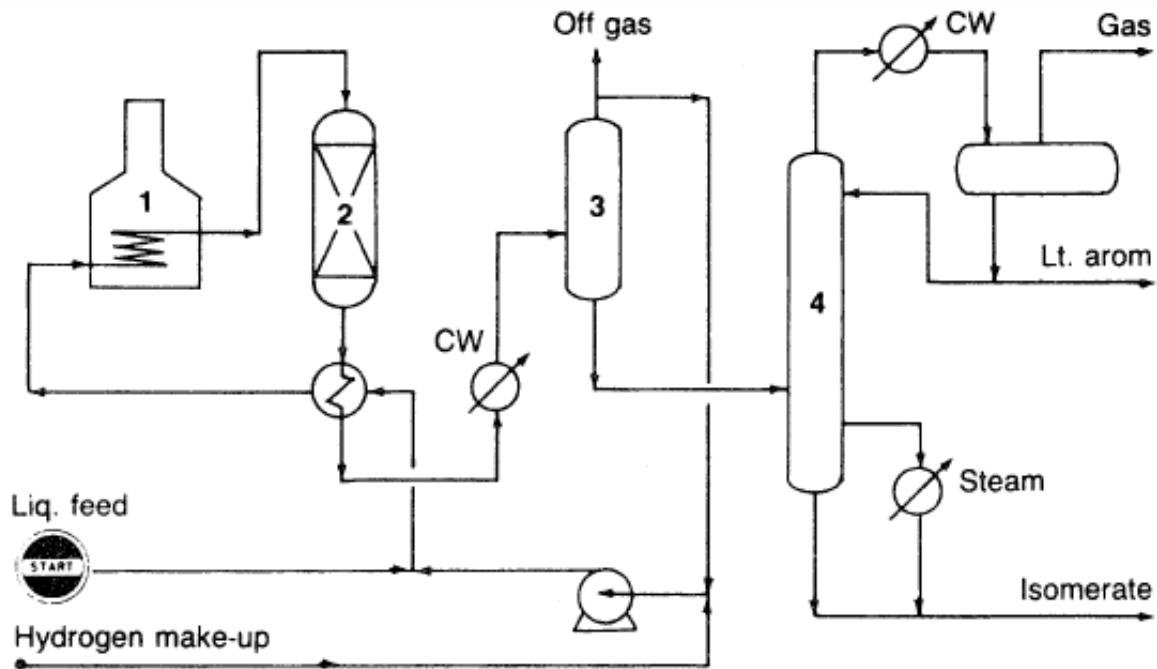 Off gas
CW
Gas
1
2
3
4
Lt. arom
CW
Steam
Liq. feed
START
Isomerate
Hydrogen make-up